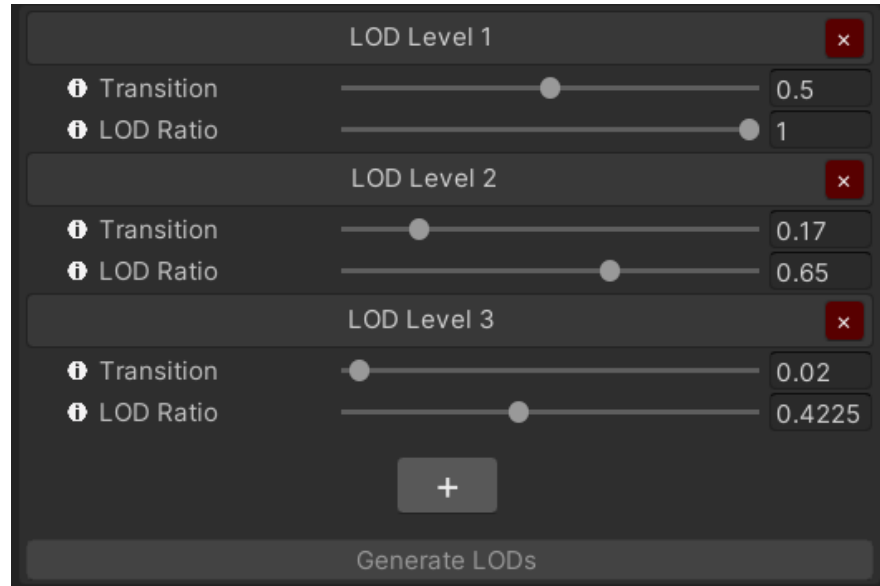 LOD Level 1
×
Transition 0.5
LOD Ratio 1
LOD Level 2
×
Transition 0.17
LOD Ratio 0.65
LOD Level 3
×
Transition 0.02
LOD Ratio 0.4225
+
Generate LODs